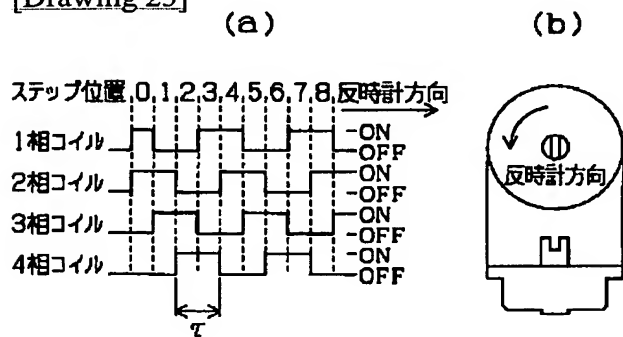 [Drawing 25]
(a)
(b)
ステップ位置 0 1 2 3 4 5 6 7 8 反時計方向
1相コイル ON
OFF
2相コイル ON
OFF
3相コイル ON
OFF
4相コイル ON
OFF
τ
反時計方向